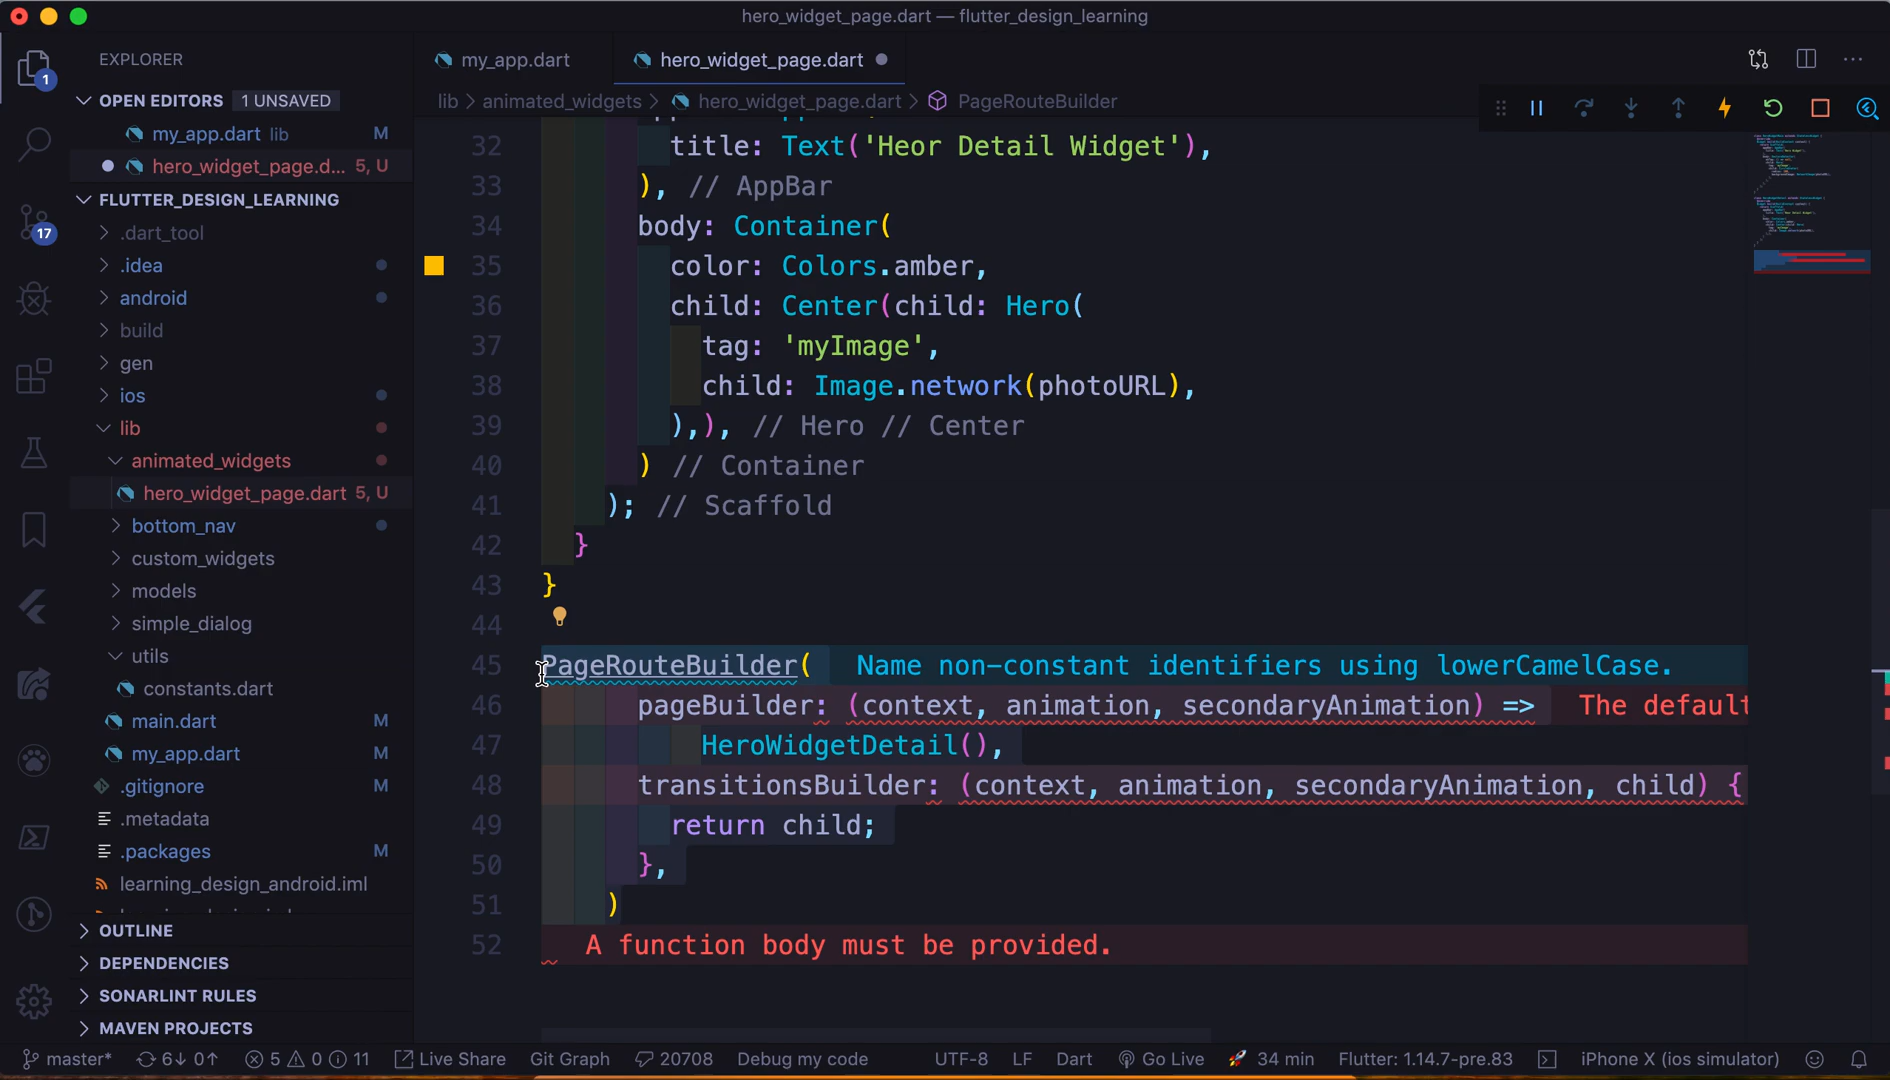 hero_widget_page.dart — flutter_design_learning
1
17
EXPLORER
OPEN EDITORS 1 UNSAVED
my_app.dart lib M
hero_widget_page.d... 5, U
FLUTTER_DESIGN_LEARNING
.dart_tool
.idea
android
build
gen
ios
lib
animated_widgets
hero_widget_page.dart 5, U
bottom_nav
custom_widgets
models
simple_dialog
utils
constants.dart
main.dart M
my_app.dart M
.gitignore M
.metadata
.packages M
learning_design_android.iml
OUTLINE
DEPENDENCIES
SONARLINT RULES
MAVEN PROJECTS
my_app.dart hero_widget_page.dart
lib > animated_widgets > hero_widget_page.dart > PageRouteBuilder
32 title: Text('Heor Detail Widget'),
33 ), // AppBar
34 body: Container(
35 color: Colors.amber,
36 child: Center(child: Hero(
37 tag: 'myImage',
38 child: Image.network(photoURL),
39 ),), // Hero // Center
40 ) // Container
41 ); // Scaffold
42 }
43 }
44
45 PageRouteBuilder( Name non-constant identifiers using lowerCamelCase.
46 pageBuilder: (context, animation, secondaryAnimation) => The default
47 HeroWidgetDetail(),
48 transitionsBuilder: (context, animation, secondaryAnimation, child) {
49 return child;
50 },
51 )
52 A function body must be provided.
master* 6↓ 0↑ 5 0 11 Live Share Git Graph 20708 Debug my code UTF-8 LF Dart Go Live 34 min Flutter: 1.14.7-pre.83 iPhone X (ios simulator)